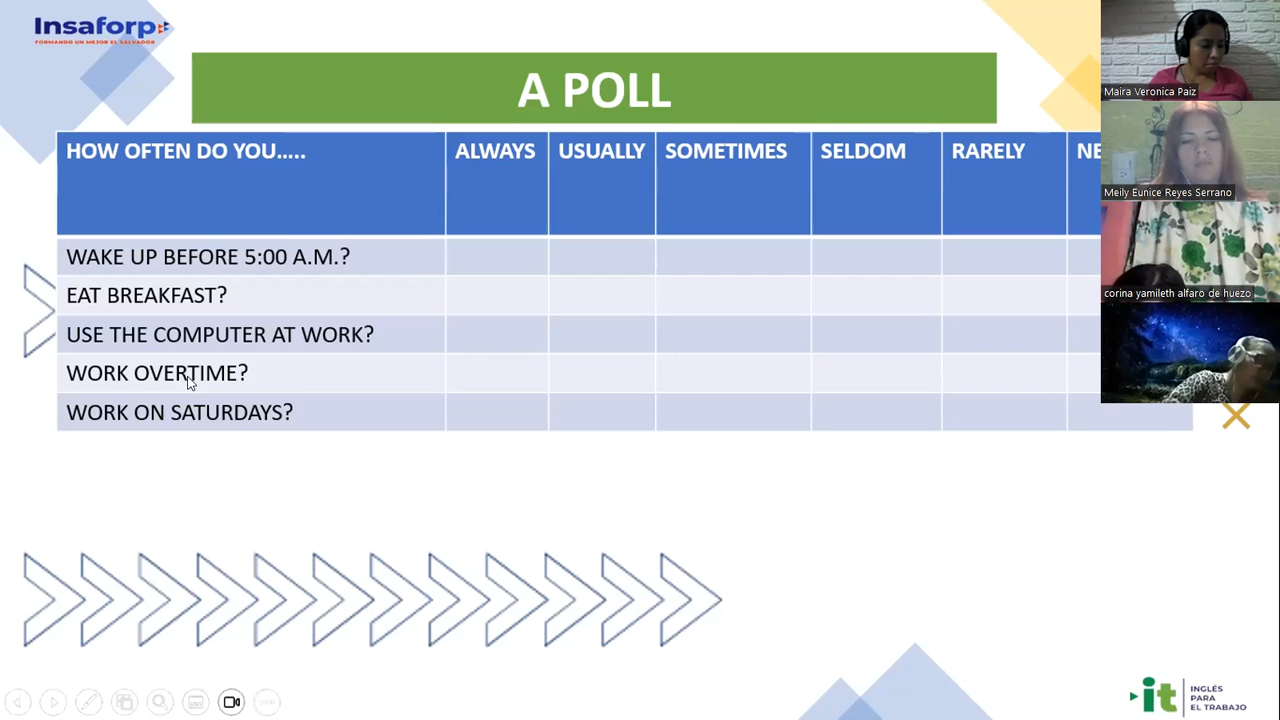 Insaforp
FORMANDO UN MEJOR EL SALVADOR
A POLL
HOW OFTEN DO YOU..... ALWAYS USUALLY SOMETIMES SELDOM RARELY NE
WAKE UP BEFORE 5:00 A.M.?
EAT BREAKFAST?
USE THE COMPUTER AT WORK?
WORK OVERTIME?
WORK ON SATURDAYS?
Maira Veronica Paiz
Meily Eunice Reyes Serrano
corina yamileth alfaro de huezo
it INGLÉS
PARA
EL TRABAJO